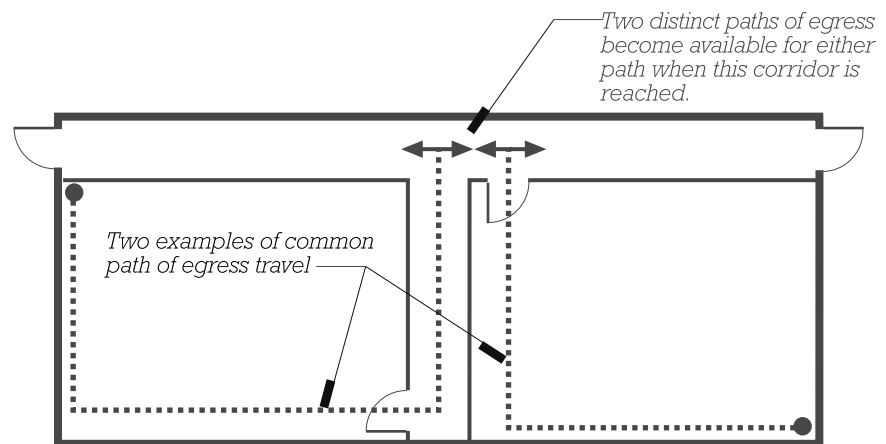 Two distinct paths of egress
become available for either
path when this corridor is
reached.
Two examples of common
path of egress travel